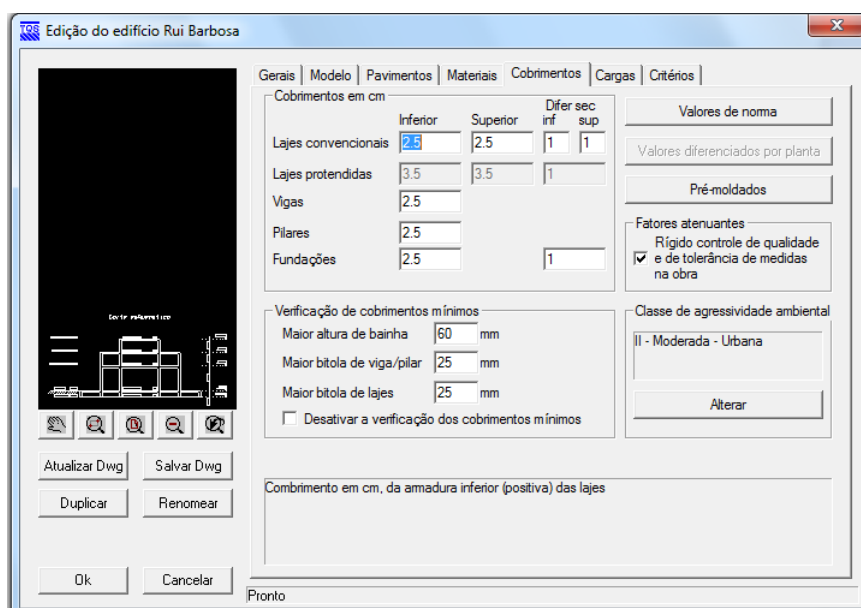 TQS Edição do edifício Rui Barbosa
Gerais Modelo Pavimentos Materiais Cobrimentos Cargas Critérios
Cobrimentos em cm
Inferior Superior Difer sec inf sup
Lajes convencionais 2.5 2.5 1 1
Lajes protendidas 3.5 3.5 1
Vigas 2.5
Pilares 2.5
Fundações 2.5 1
Valores de norma
Valores diferenciados por planta
Pré-moldados
Fatores atenuantes
Rígido controle de qualidade
e de tolerância de medidas
na obra
Verificação de cobrimentos mínimos
Maior altura de bainha 60 mm
Maior bitola de viga/pilar 25 mm
Maior bitola de lajes 25 mm
Desativar a verificação dos cobrimentos mínimos
Classe de agressividade ambiental
II - Moderada - Urbana
Alterar
Atualizar Dwg Salvar Dwg
Duplicar Renomear
Combrimento em cm, da armadura inferior (positiva) das lajes
Ok Cancelar
Pronto